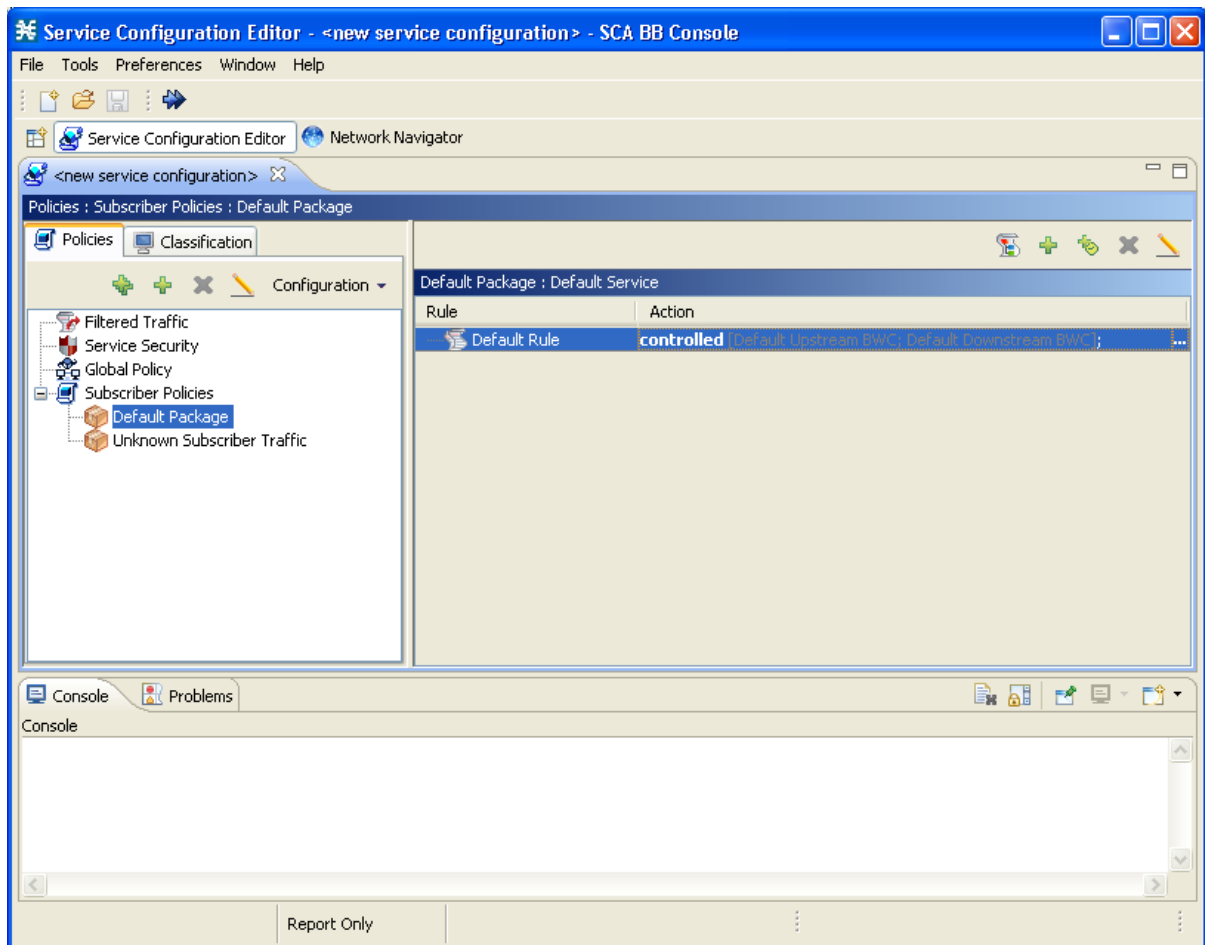 Service Configuration Editor - <new service configuration> - SCA BB Console
File Tools Preferences Window Help
Service Configuration Editor Network Navigator
<new service configuration>
Policies : Subscriber Policies : Default Package
Policies Classification
Configuration
Default Package : Default Service
Rule Action
Default Rule controlled [Default Upstream BWC; Default Downstream BWC]; ...
Filtered Traffic
Service Security
Global Policy
Subscriber Policies
Default Package
Unknown Subscriber Traffic
Console Problems
Console
Report Only